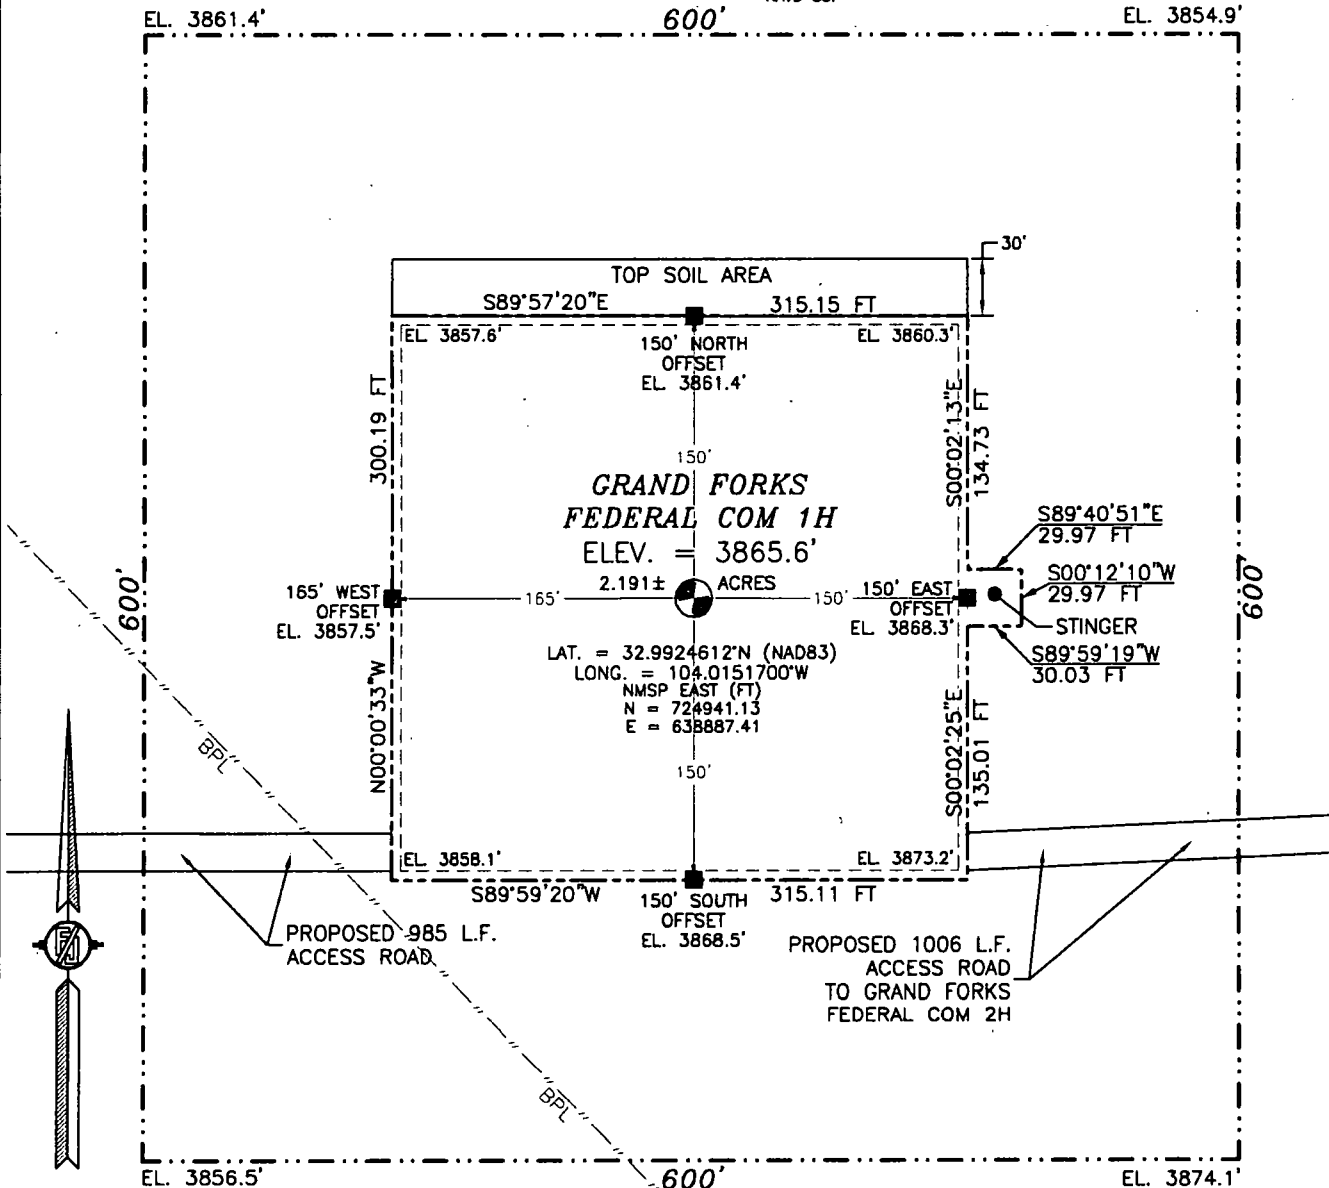 EL. 3861.4'
600'
EL. 3854.9'
30'
TOP SOIL AREA
S89°57'20"E
315.15 FT
EL. 3857.6'
EL. 3860.3'
150' NORTH
OFFSET
EL. 3861.4'
300.19 FT
S00°02'13"E
134.73 FT
150'
GRAND FORKS
FEDERAL COM 1H
ELEV. = 3865.6'
2.191± ACRES
S89°40'51"E
29.97 FT
S00°12'10"W
29.97 FT
600'
600'
165' WEST
OFFSET
EL. 3857.5'
165'
150'
150' EAST
OFFSET
EL. 3868.3'
STINGER
S89°59'19"W
30.03 FT
LAT. = 32.9924612°N (NAD83)
LONG. = 104.0151700°W
NMSP EAST (FT)
N = 724941.13
E = 638887.41
N00°00'33"W
S00°02'25"E
135.01 FT
BPL
150'
EL. 3858.1'
EL. 3873.2'
S89°59'20"W
315.11 FT
150' SOUTH
OFFSET
EL. 3868.5'
PROPOSED 985 L.F.
ACCESS ROAD
PROPOSED 1006 L.F.
ACCESS ROAD
TO GRAND FORKS
FEDERAL COM 2H
BPL
EL. 3856.5'
600'
EL. 3874.1'